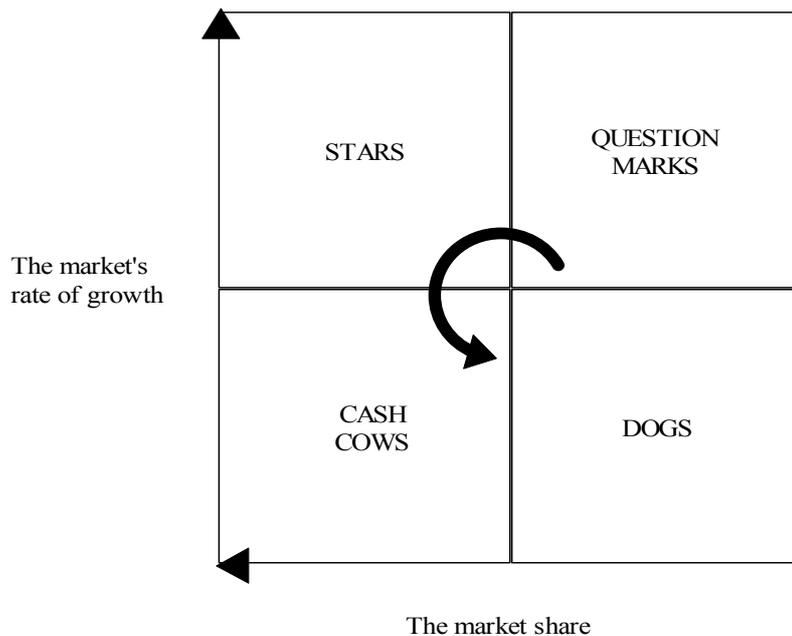 STARS
QUESTION
MARKS
The market's
rate of growth
CASH
COWS
DOGS
The market share